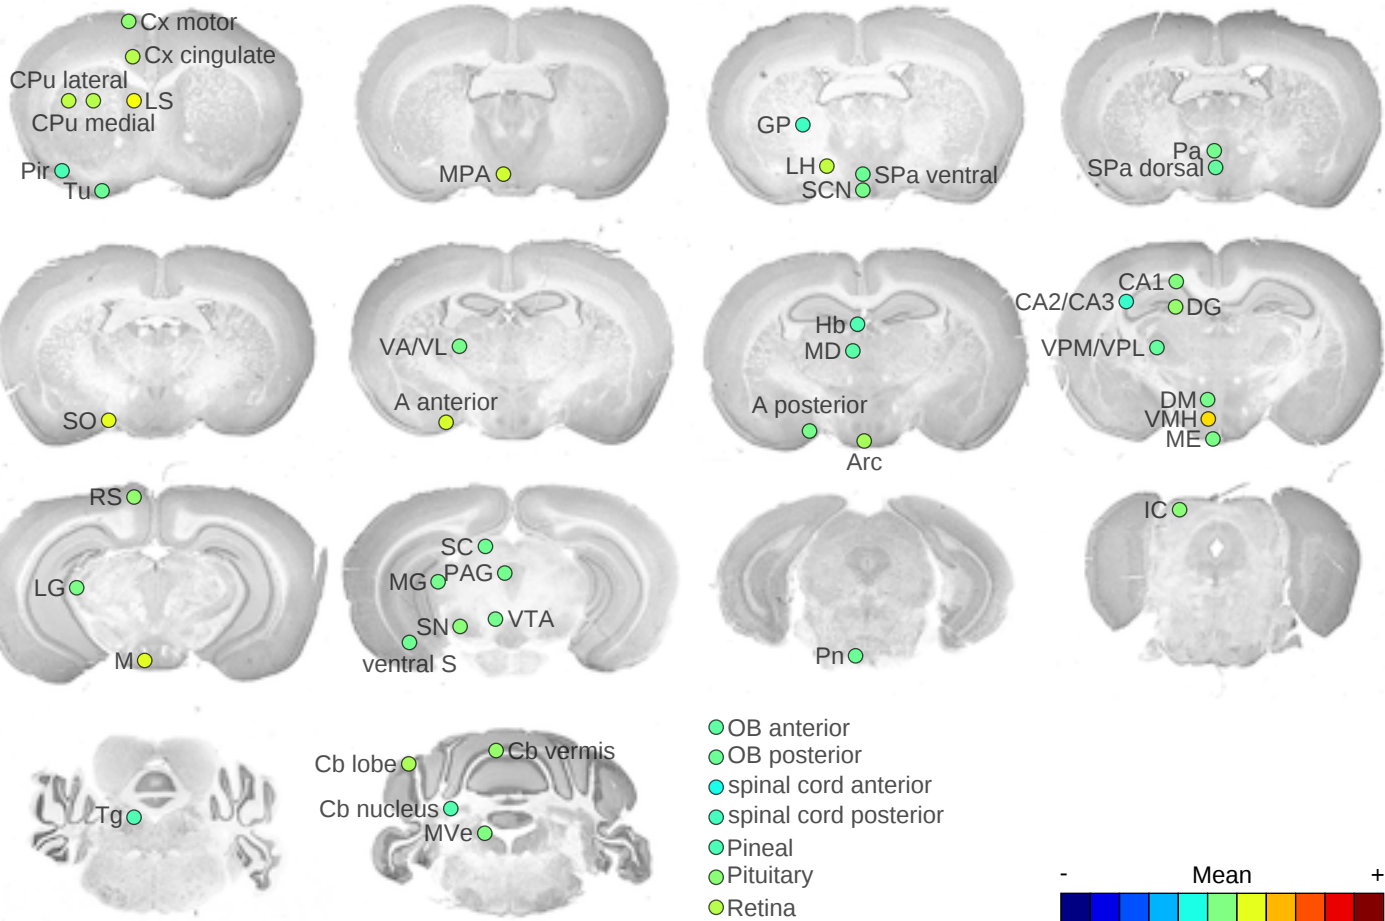 Cx motor
Cx cingulate
CPu lateral
LS
CPu medial
Pir
Tu
MPA
GP
LH
SPa ventral
SCN
Pa
SPa dorsal
SO
VA/VL
A anterior
Hb
MD
A posterior
Arc
CA1
CA2/CA3
DG
VPM/VPL
DM
VMH
ME
RS
LG
M
SC
PAG
MG
VTA
SN
ventral S
Pn
IC
Tg
Cb vermis
Cb lobe
Cb nucleus
MVe
OB anterior
OB posterior
spinal cord anterior
spinal cord posterior
Pineal
Pituitary
Retina
- Mean +